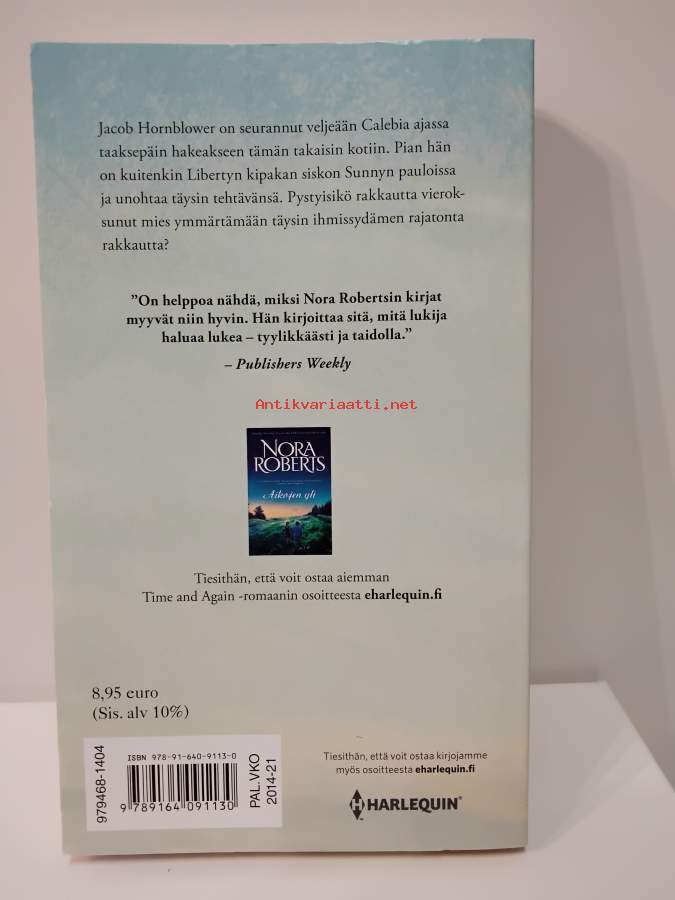 Jacob Hornblower on seurannut veljeään Calebia ajassa
taaksepäin hakeakseen tämän takaisin kotiin. Pian hän
on kuitenkin Libertyn kipakan siskon Sunnyn pauloissa
ja unohtaa täysin tehtävänsä. Pystyisikö rakkautta vierok-
sunut mies ymmärtämään täysin ihmissydämen rajatonta
rakkautta?
”On helppoa nähdä, miksi Nora Robertsin kirjat
myyvät niin hyvin. Hän kirjoittaa sitä, mitä lukija
haluaa lukea – tyylikkäästi ja taidolla.”
– Publishers Weekly
Antikvariaatti.net
NORA
ROBERTS
Aikojen yli
Tiesithän, että voit ostaa aiemman
Time and Again -romaanin osoitteesta eharlequin.fi
8,95 euro
(Sis. alv 10%)
979468-1404
ISBN 978-91-640-9113-0
9 789164 091130
PAL.VKO
2014-21
Tiesithän, että voit ostaa kirjojamme
myös osoitteesta eharlequin.fi
H HARLEQUIN®